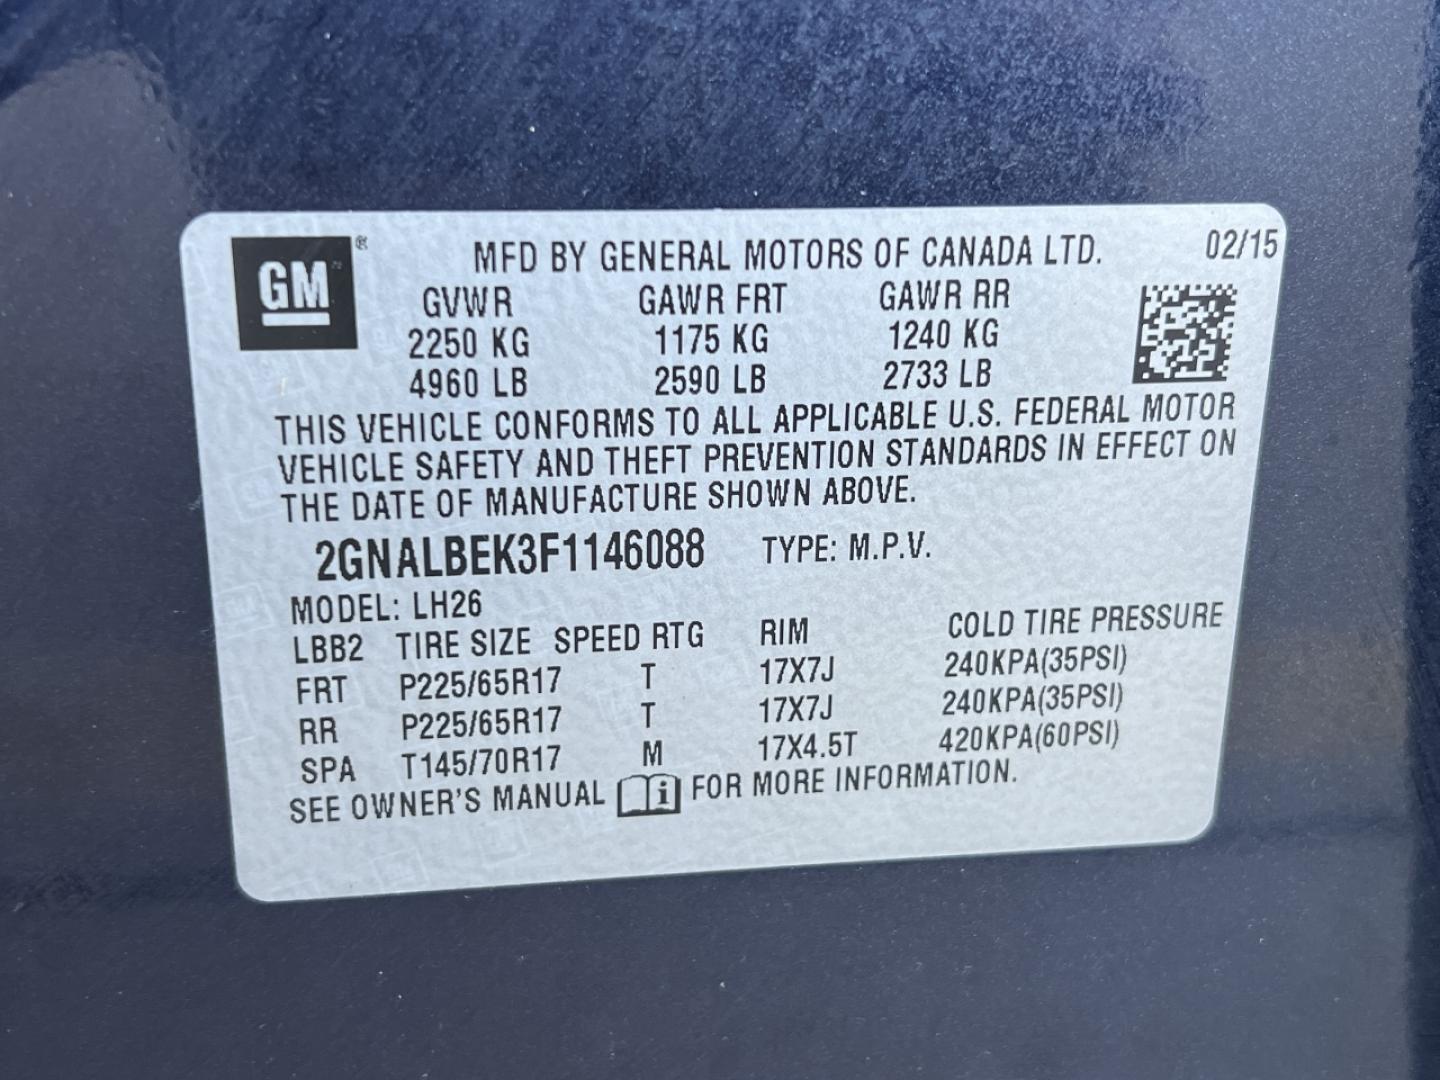 GM ®
MFD BY GENERAL MOTORS OF CANADA LTD. 02/15
GVWR GAWR FRT GAWR RR
2250 KG 1175 KG 1240 KG
4960 LB 2590 LB 2733 LB
THIS VEHICLE CONFORMS TO ALL APPLICABLE U.S. FEDERAL MOTOR
VEHICLE SAFETY AND THEFT PREVENTION STANDARDS IN EFFECT ON
THE DATE OF MANUFACTURE SHOWN ABOVE.
2GNALBEK3F1146088 TYPE: M.P.V.
MODEL: LH26
LBB2 TIRE SIZE SPEED RTG RIM COLD TIRE PRESSURE
FRT P225/65R17 T 17X7J 240KPA(35PSI)
RR P225/65R17 T 17X7J 240KPA(35PSI)
SPA T145/70R17 M 17X4.5T 420KPA(60PSI)
SEE OWNER'S MANUAL i FOR MORE INFORMATION.